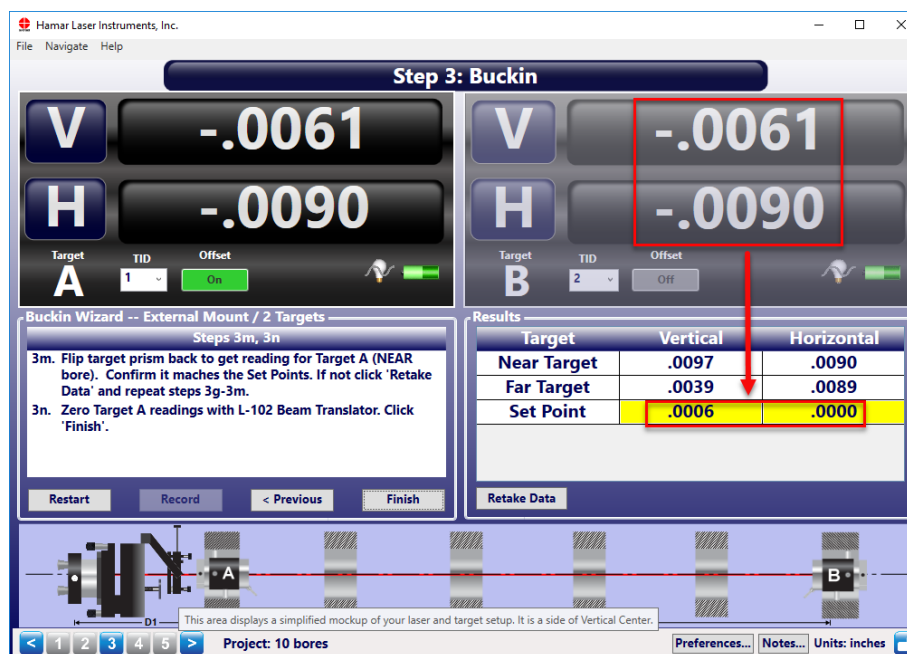 Hamar Laser Instruments, Inc.
File Navigate Help
Step 3: Buckin
V -.0061
H -.0090
Target A TID 1 Offset On
V -.0061
H -.0090
Target B TID 2 Offset Off
Buckin Wizard -- External Mount / 2 Targets
Steps 3m, 3n
3m. Flip target prism back to get reading for Target A (NEAR
bore). Confirm it maches the Set Points. If not click 'Retake
Data' and repeat steps 3g-3m.
3n. Zero Target A readings with L-102 Beam Translator. Click
'Finish'.
Restart Record < Previous Finish
Results
Target Vertical Horizontal
Near Target .0097 .0090
Far Target .0039 .0089
Set Point .0006 .0000
Retake Data
A B
D1
This area displays a simplified mockup of your laser and target setup. It is a side of Vertical Center.
< 1 2 3 4 5 > Project: 10 bores Preferences... Notes... Units: inches